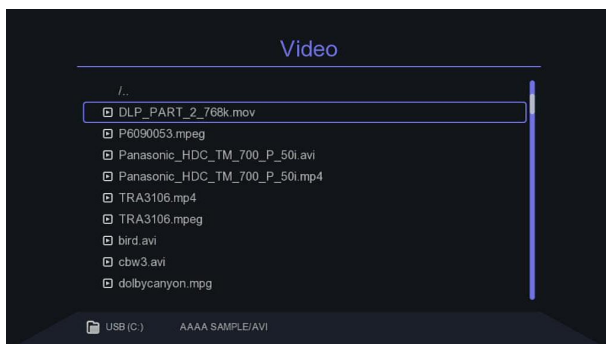 Video
/..
DLP_PART_2_768k.mov
P6090053.mpeg
Panasonic_HDC_TM_700_P_50i.avi
Panasonic_HDC_TM_700_P_50i.mp4
TRA3106.mp4
TRA3106.mpeg
bird.avi
cbw3.avi
dolbycanyon.mpg
USB (C:) AAAA SAMPLE/AVI